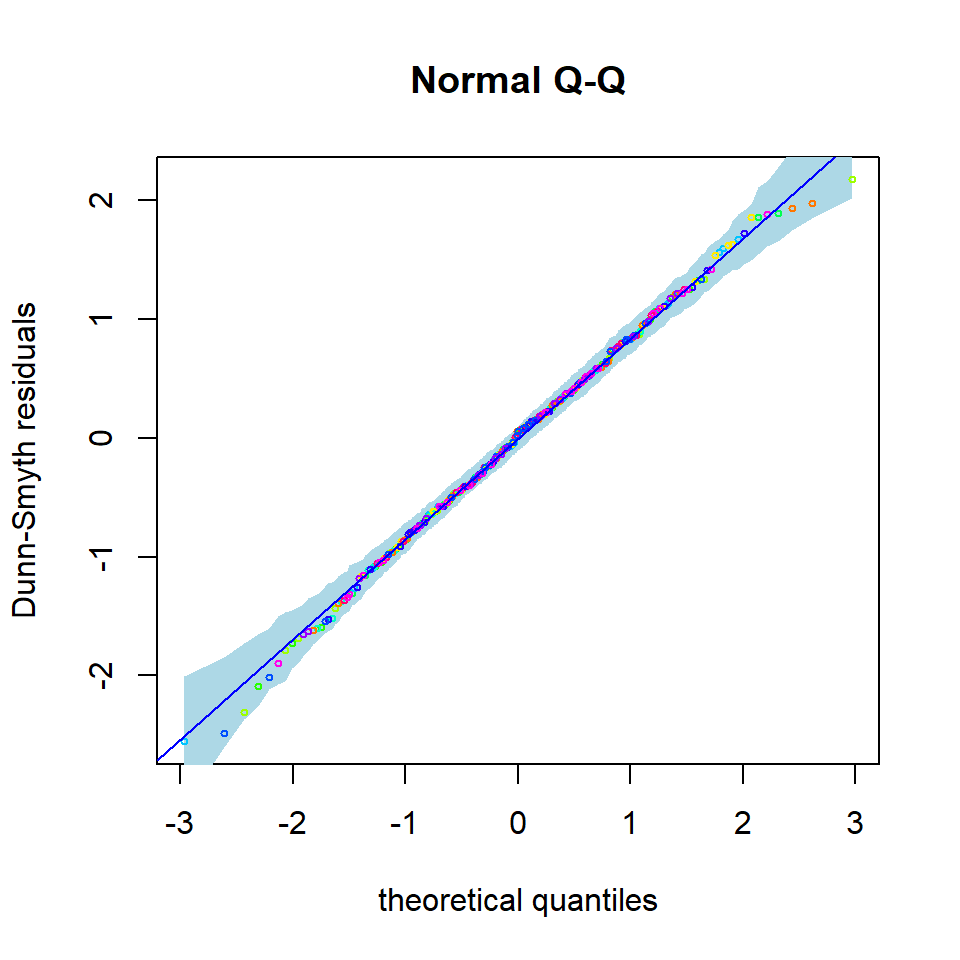 Normal Q-Q
Dunn-Smyth residuals
2
1
0
-1
-2
-3 -2 -1 0 1 2 3
theoretical quantiles